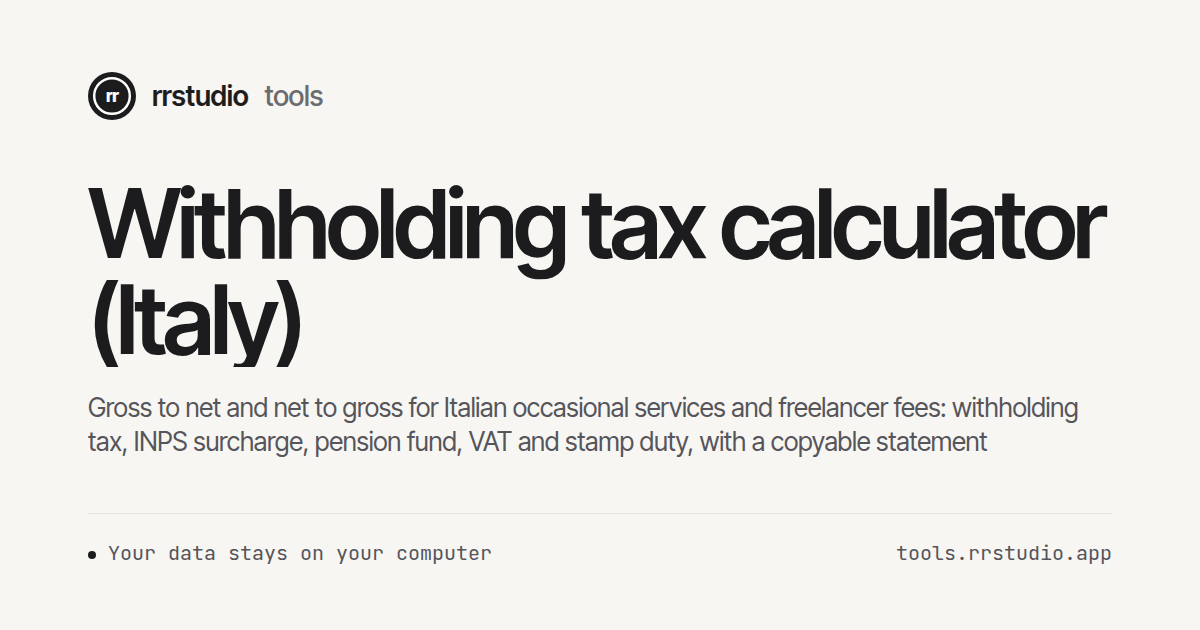 rr rrstudio tools
Withholding tax calculator
(Italy)
Gross to net and net to gross for Italian occasional services and freelancer fees: withholding
tax, INPS surcharge, pension fund, VAT and stamp duty, with a copyable statement
Your data stays on your computer
tools.rrstudio.app